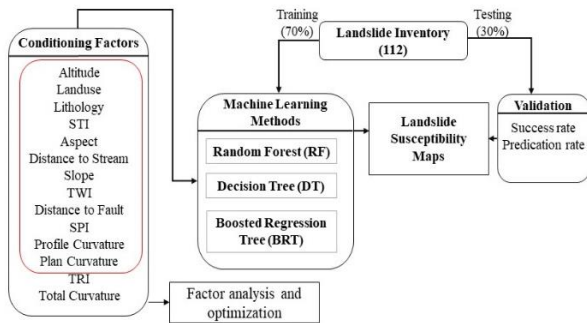 Conditioning Factors
Altitude
Landuse
Lithology
STI
Aspect
Distance to Stream
Slope
TWI
Distance to Fault
SPI
Profile Curvature
Plan Curvature
TRI
Total Curvature
Factor analysis and
optimization
Training
(70%)
Landslide Inventory
(112)
Testing
(30%)
Machine Learning
Methods
Random Forest (RF)
Decision Tree (DT)
Boosted Regression
Tree (BRT)
Landslide
Susceptibility
Maps
Validation
Success rate
Predication rate